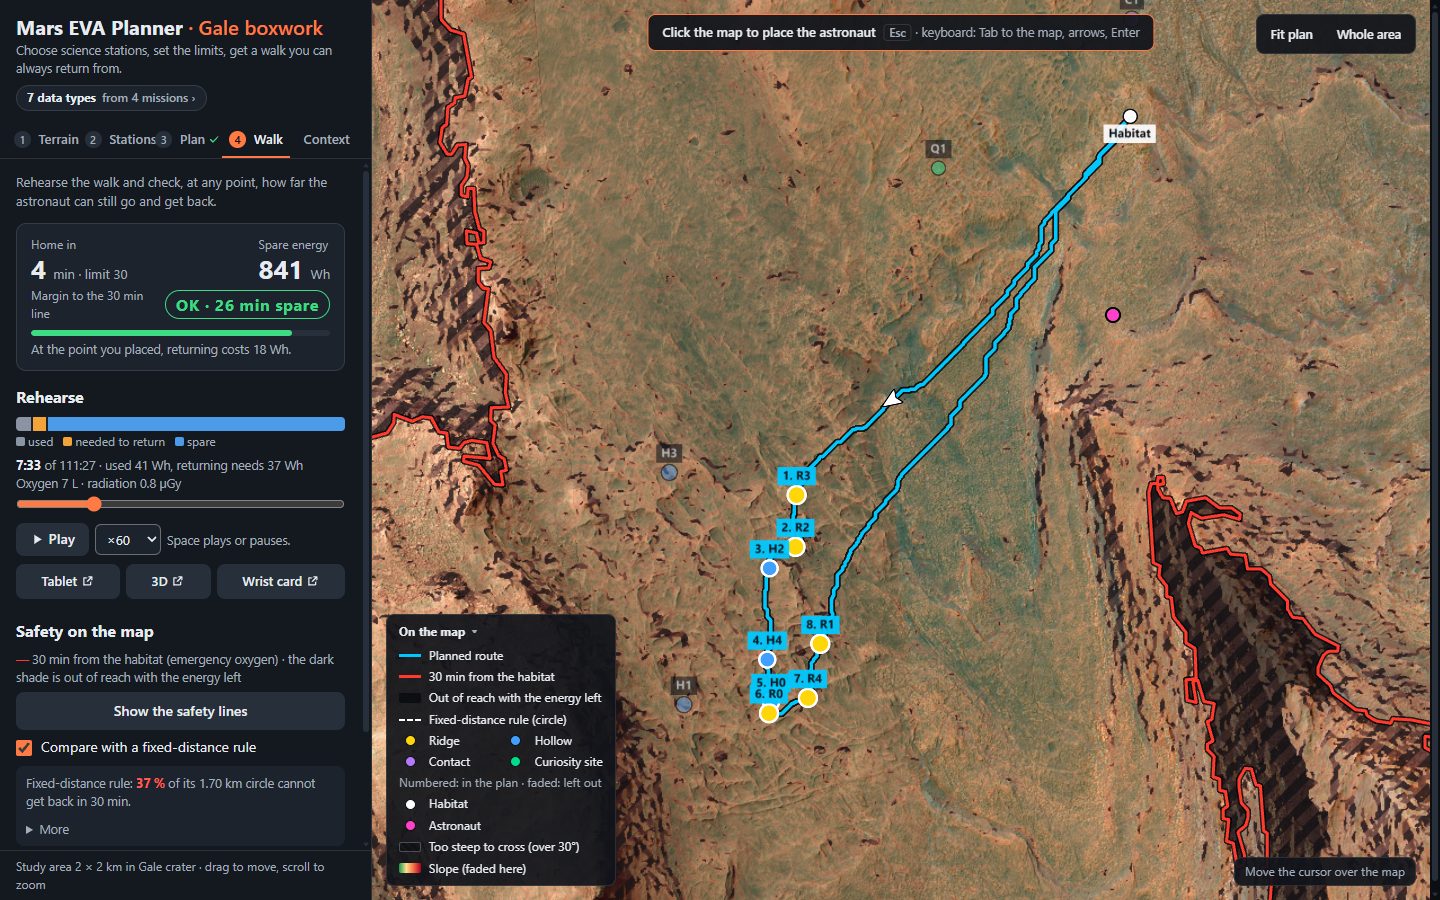 Mars EVA Planner · Gale boxwork
Choose science stations, set the limits, get a walk you can
always return from.
7 data types from 4 missions ›
1 Terrain 2 Stations 3 Plan ✓ 4 Walk Context
Rehearse the walk and check, at any point, how far the
astronaut can still go and get back.
Home in Spare energy
4 min · limit 30 841 Wh
Margin to the 30 min
line
OK · 26 min spare
At the point you placed, returning costs 18 Wh.
Rehearse
used needed to return spare
7:33 of 111:27 · used 41 Wh, returning needs 37 Wh
Oxygen 7 L · radiation 0.8 µGy
Play ×60 Space plays or pauses.
Tablet 3D Wrist card
Safety on the map
— 30 min from the habitat (emergency oxygen) · the dark
shade is out of reach with the energy left
Show the safety lines
Compare with a fixed-distance rule
Fixed-distance rule: 37 % of its 1.70 km circle cannot
get back in 30 min.
More
Study area 2 × 2 km in Gale crater · drag to move, scroll to
zoom
Click the map to place the astronaut Esc · keyboard: Tab to the map, arrows, Enter
Fit plan Whole area
Habitat
Q1
H3
1. R3
2. R2
3. H2
8. R1
4. H4
7. R4
5. H0
6. R0
H1
On the map
Planned route
30 min from the habitat
Out of reach with the energy left
Fixed-distance rule (circle)
Ridge Hollow
Contact Curiosity site
Numbered: in the plan · faded: left out
Habitat
Astronaut
Too steep to cross (over 30°)
Slope (faded here)
Move the cursor over the map